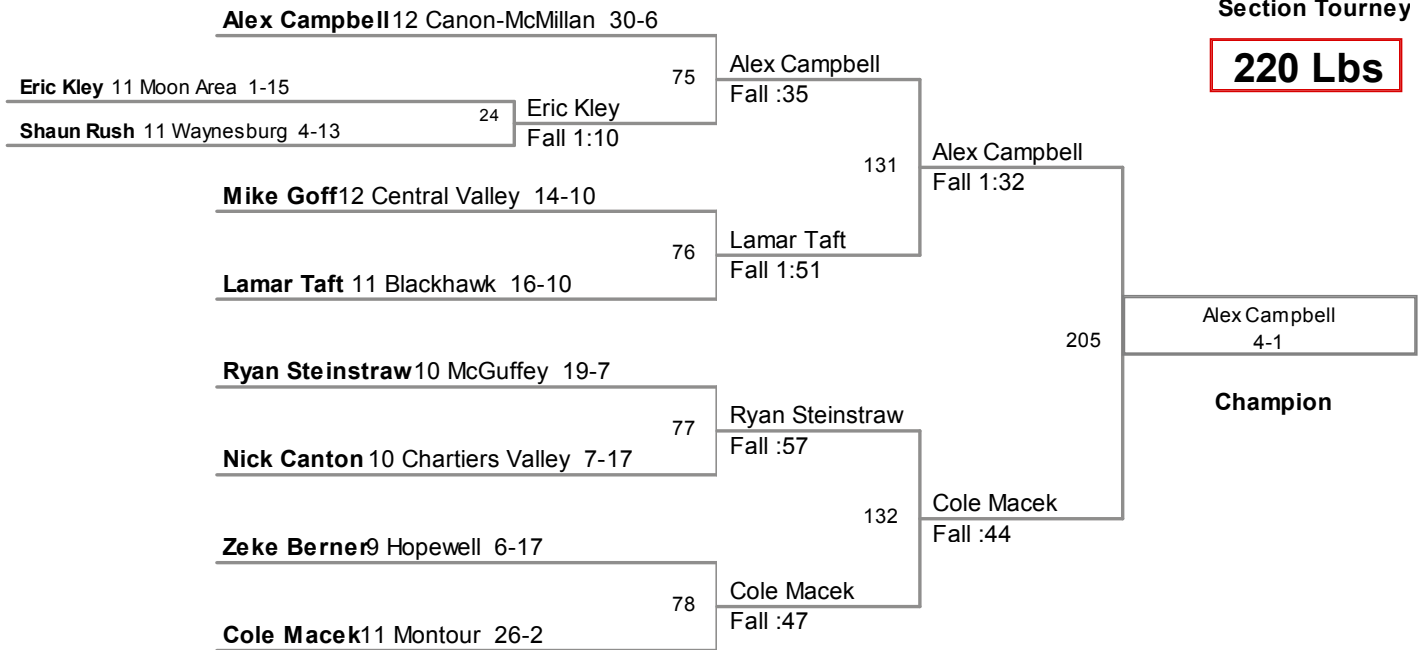 Section Tourney
220 Lbs
Alex Campbell 12 Canon-McMillan 30-6
Eric Kley 11 Moon Area 1-15
Shaun Rush 11 Waynesburg 4-13
24
Eric Kley
Fall 1:10
75
Alex Campbell
Fall :35
Mike Goff 12 Central Valley 14-10
Lamar Taft 11 Blackhawk 16-10
76
Lamar Taft
Fall 1:51
131
Alex Campbell
Fall 1:32
Ryan Steinstraw 10 McGuffey 19-7
Nick Canton 10 Chartiers Valley 7-17
77
Ryan Steinstraw
Fall :57
Zeke Berner 9 Hopewell 6-17
Cole Macek 11 Montour 26-2
78
Cole Macek
Fall :47
132
Cole Macek
Fall :44
205
Alex Campbell
4-1
Champion